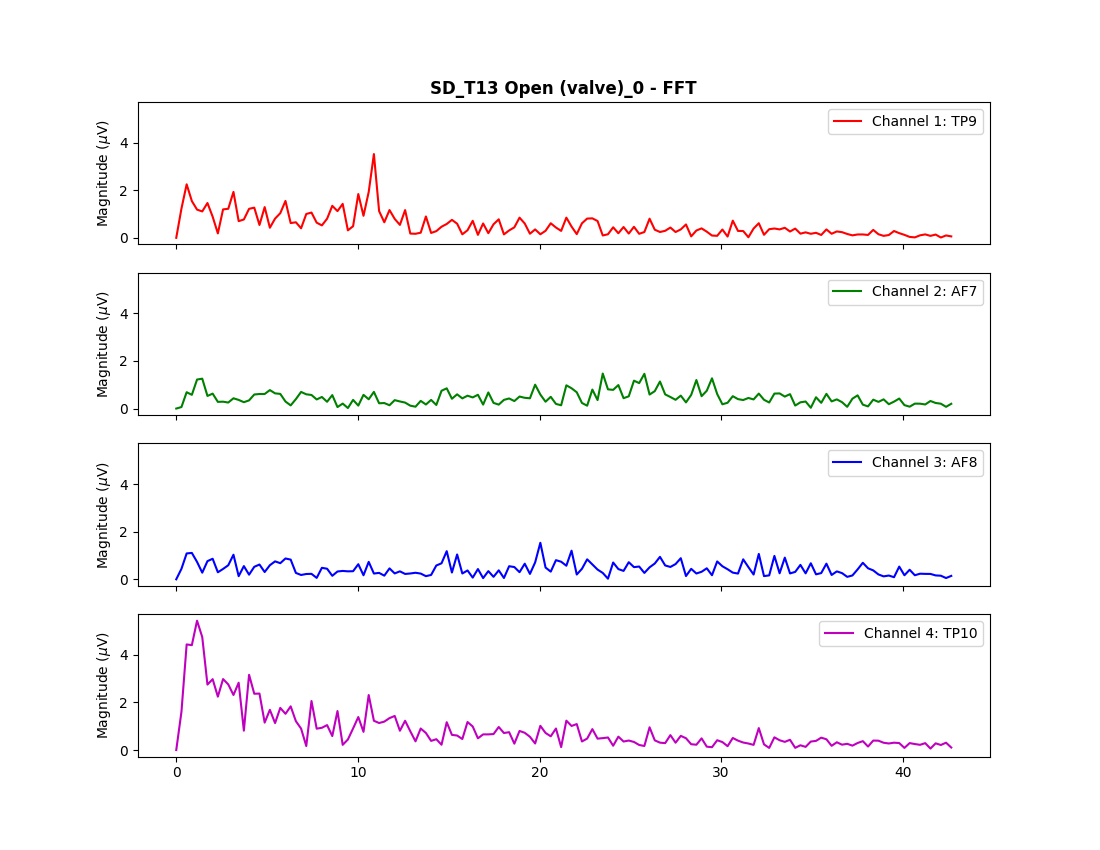 SD_T13 Open (valve)_0 - FFT
Magnitude (μV)
4
2
0
Channel 1: TP9
Magnitude (μV)
4
2
0
Channel 2: AF7
Magnitude (μV)
4
2
0
Channel 3: AF8
Magnitude (μV)
4
2
0
Channel 4: TP10
0 10 20 30 40